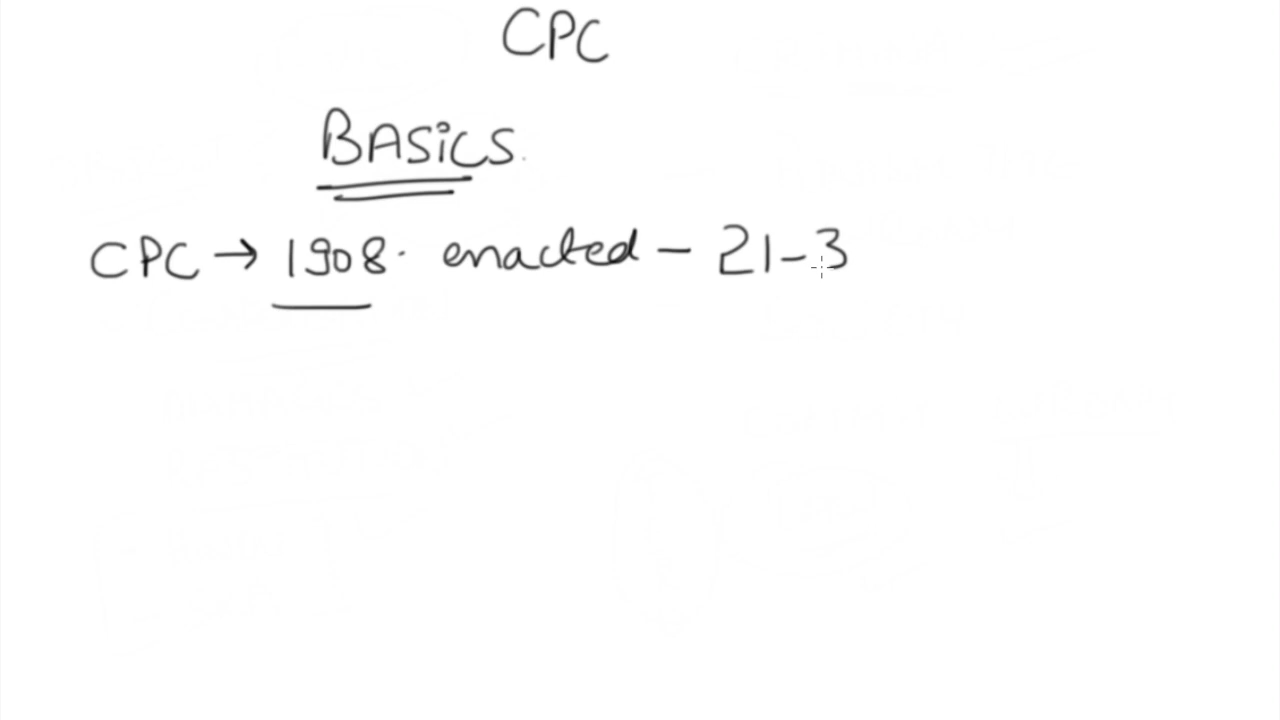 CPC
BASiCS
CPC → 1908. enacted - 21-3